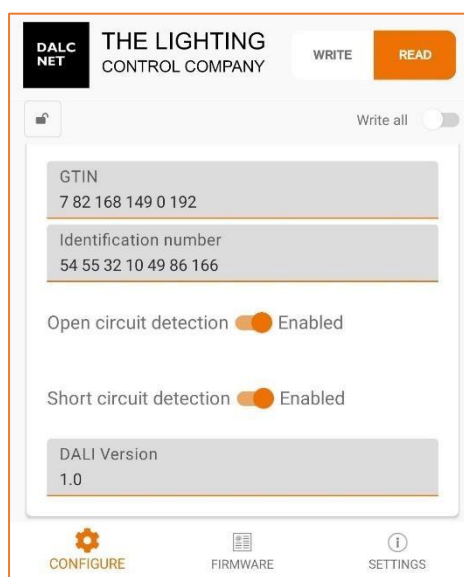 DALC
NET
THE LIGHTING
CONTROL COMPANY
WRITE
READ
Write all
GTIN
7 82 168 149 0 192
Identification number
54 55 32 10 49 86 166
Open circuit detection Enabled
Short circuit detection Enabled
DALI Version
1.0
CONFIGURE
FIRMWARE
SETTINGS